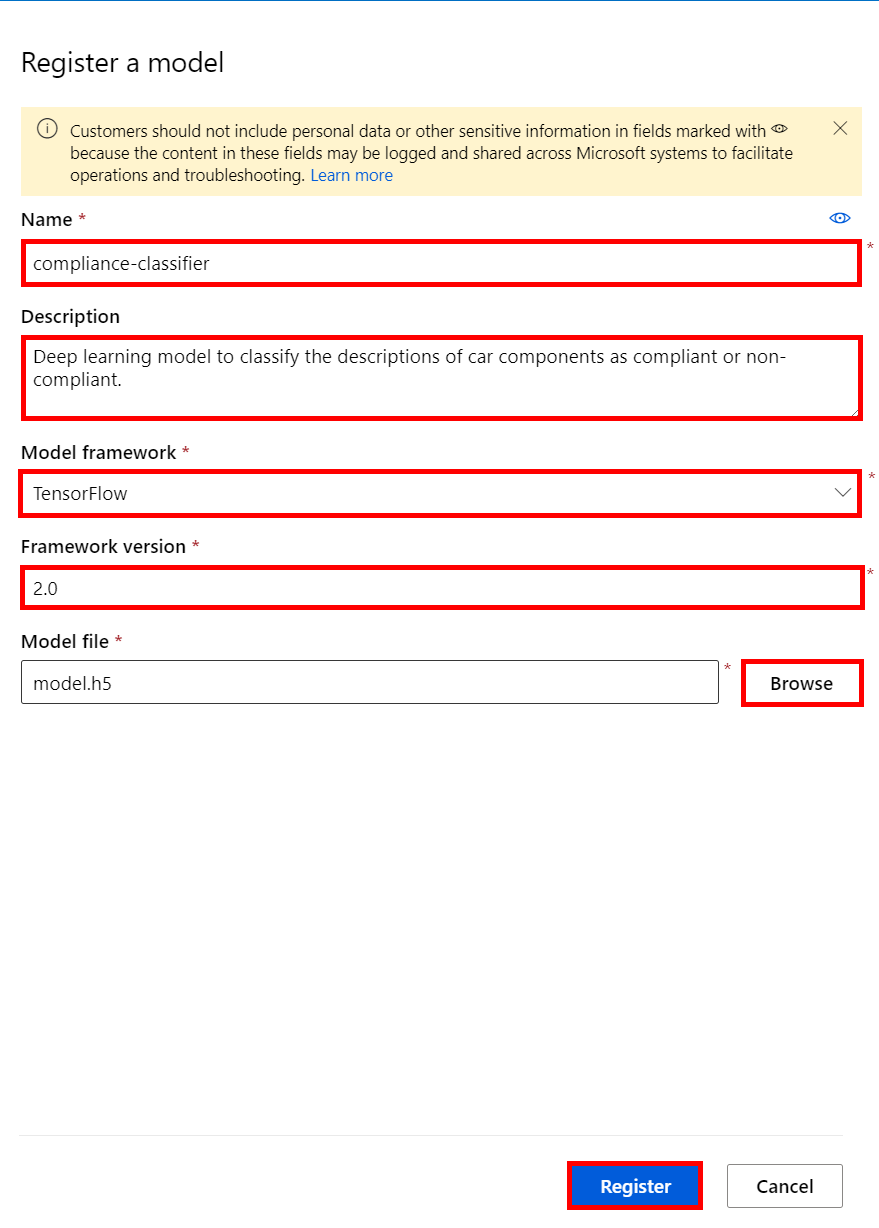 Register a model
Customers should not include personal data or other sensitive information in fields marked with
because the content in these fields may be logged and shared across Microsoft systems to facilitate
operations and troubleshooting. Learn more
Name *
*
compliance-classifier
Description
Deep learning model to classify the descriptions of car components as compliant or non-
compliant.
Model framework *
*
TensorFlow
Framework version *
*
2.0
Model file *
*
model.h5
Browse
Register
Cancel